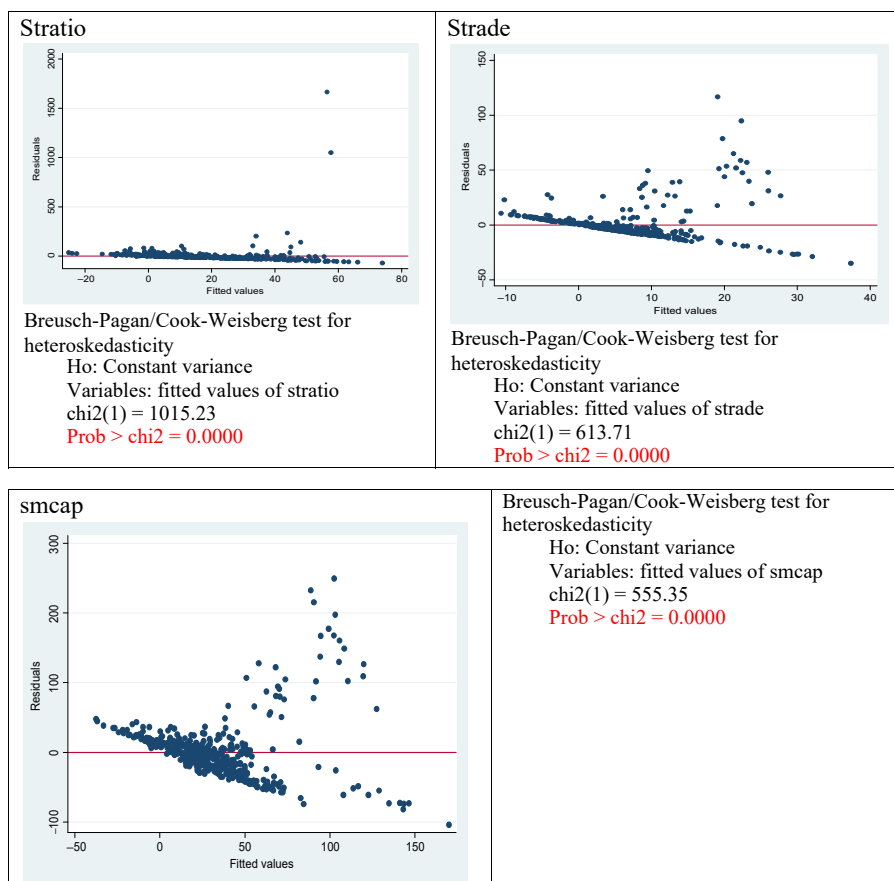 Stratio
2000
1500
1000
500
0
Residuals
−20
0
20
40
60
80
Fitted values
Breusch-Pagan/Cook-Weisberg test for
heteroskedasticity
Ho: Constant variance
Variables: fitted values of stratio
chi2(1) = 1015.23
Prob > chi2 = 0.0000
Strade
150
100
50
0
−50
Residuals
−10
0
10
20
30
40
Fitted values
Breusch-Pagan/Cook-Weisberg test for
heteroskedasticity
Ho: Constant variance
Variables: fitted values of strade
chi2(1) = 613.71
Prob > chi2 = 0.0000
smcap
300
200
100
0
−100
Residuals
−50
0
50
100
150
Fitted values
Breusch-Pagan/Cook-Weisberg test for
heteroskedasticity
Ho: Constant variance
Variables: fitted values of smcap
chi2(1) = 555.35
Prob > chi2 = 0.0000